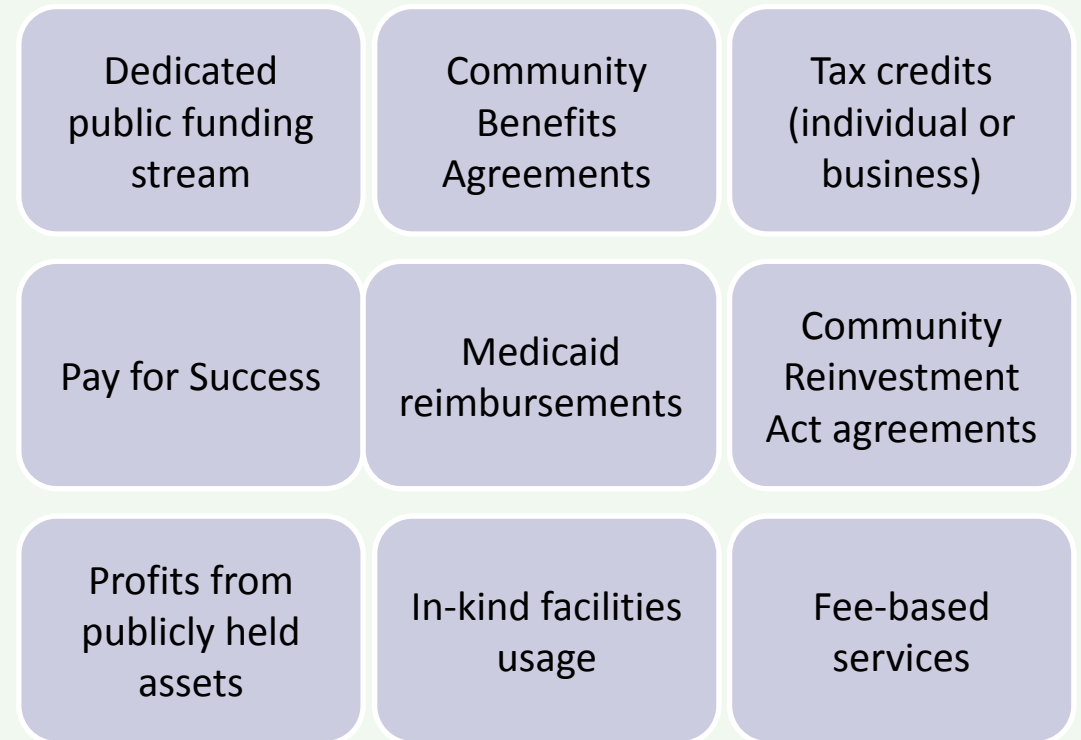 Dedicated
public funding
stream
Community
Benefits
Agreements
Tax credits
(individual or
business)
Pay for Success
Medicaid
reimbursements
Community
Reinvestment
Act agreements
Profits from
publicly held
assets
In-kind facilities
usage
Fee-based
services